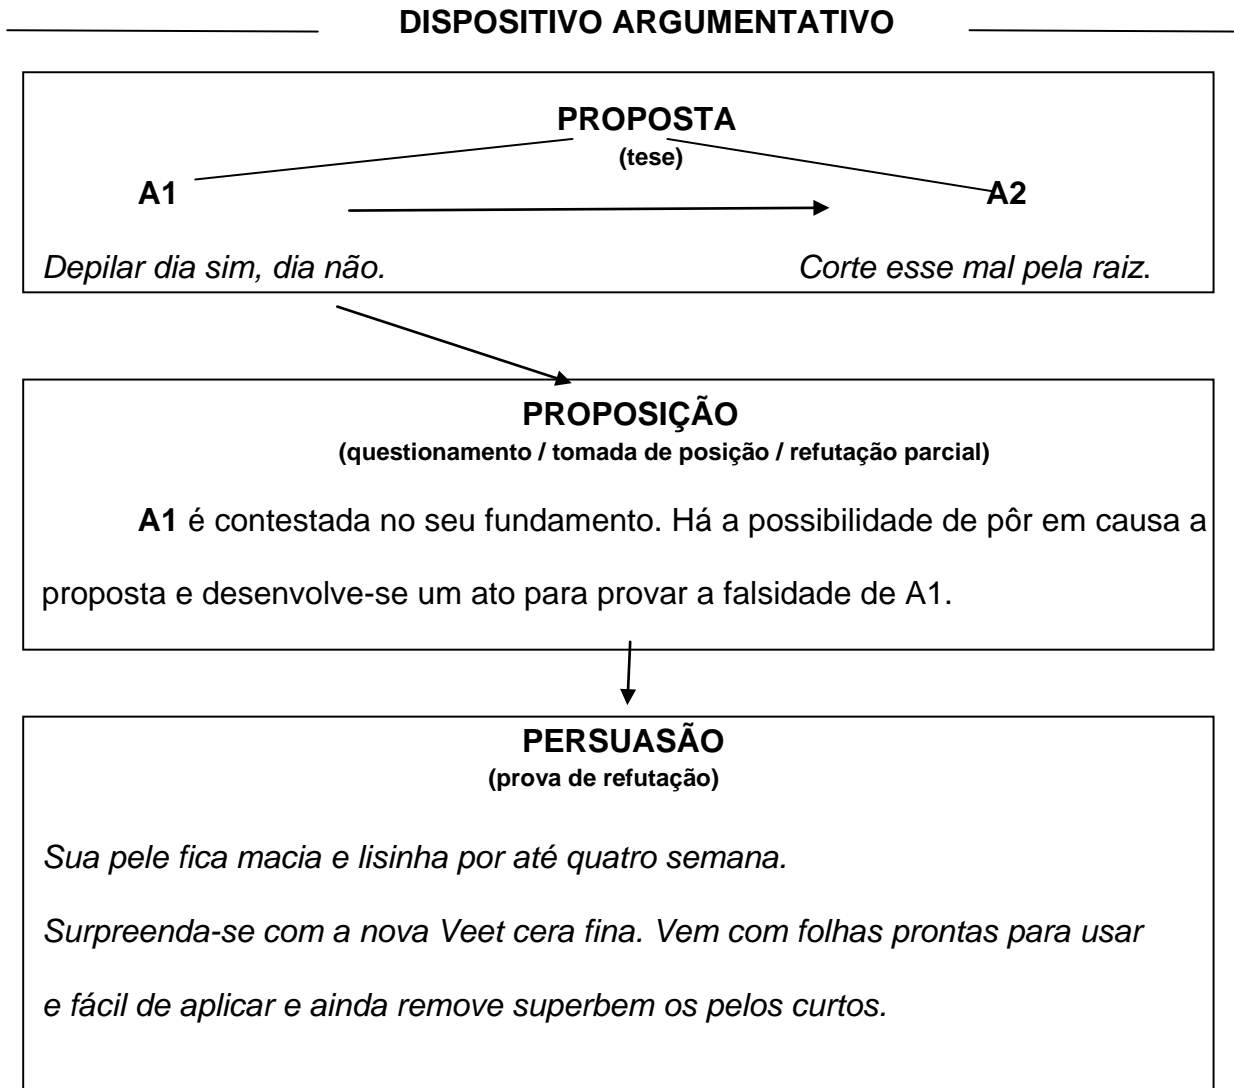 DISPOSITIVO ARGUMENTATIVO
PROPOSTA
(tese)
A1 A2
Depilar dia sim, dia não. Corte esse mal pela raiz.
PROPOSIÇÃO
(questionamento / tomada de posição / refutação parcial)
A1 é contestada no seu fundamento. Há a possibilidade de pôr em causa a
proposta e desenvolve-se um ato para provar a falsidade de A1.
PERSUASÃO
(prova de refutação)
Sua pele fica macia e lisinha por até quatro semana.
Surpreenda-se com a nova Veet cera fina. Vem com folhas prontas para usar
e fácil de aplicar e ainda remove superbem os pelos curtos.